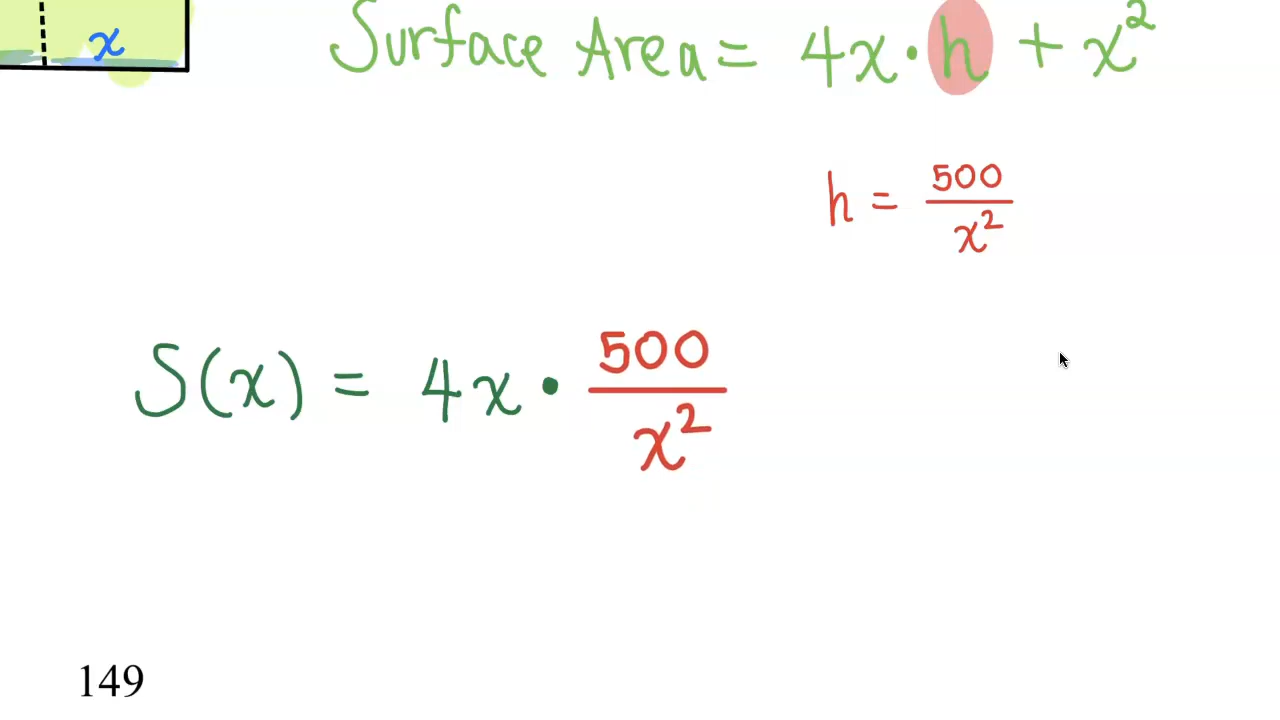 x
Surface Area = 4x · h + x²
h = 500/x²
S(x) = 4x · 500/x²
149